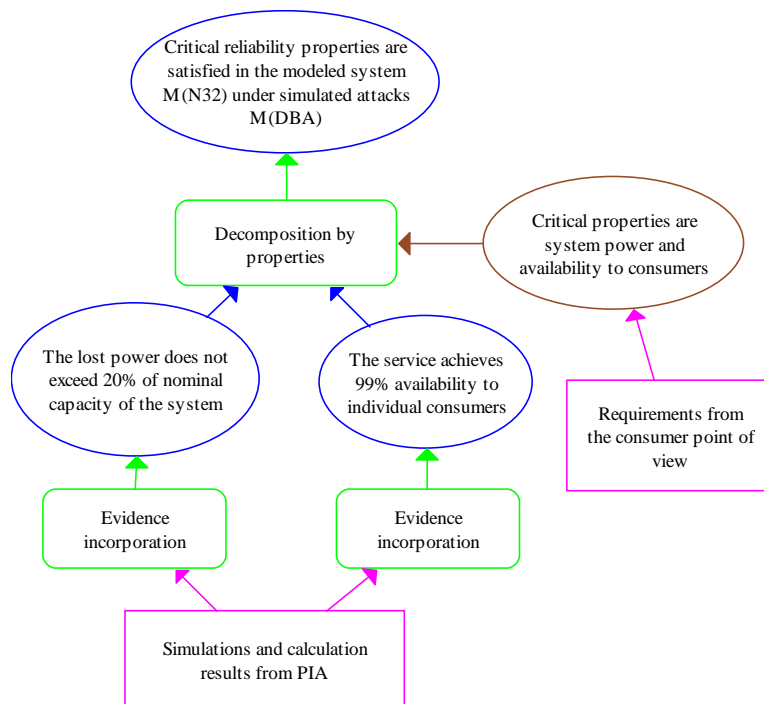 Critical reliability properties are
satisfied in the modeled system
M(N32) under simulated attacks
M(DBA)
Decomposition by
properties
Critical properties are
system power and
availability to consumers
The lost power does not
exceed 20% of nominal
capacity of the system
The service achieves
99% availability to
individual consumers
Requirements from
the consumer point of
view
Evidence
incorporation
Evidence
incorporation
Simulations and calculation
results from PIA